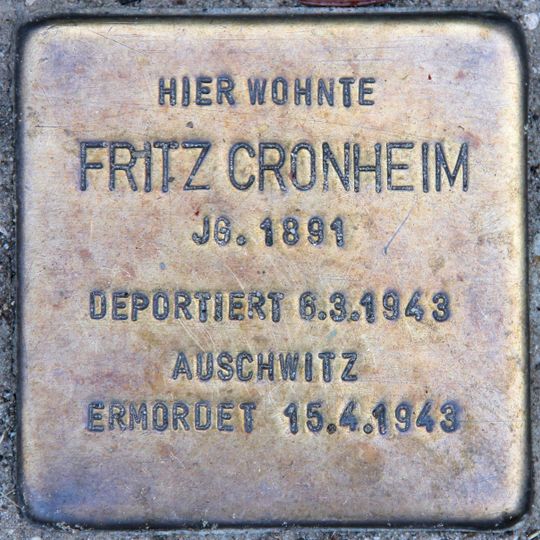 HIER WOHNTE
FRITZ CRONHEIM
JG. 1891
DEPORTIERT 6.3.1943
AUSCHWITZ
ERMORDET 15.4.1943